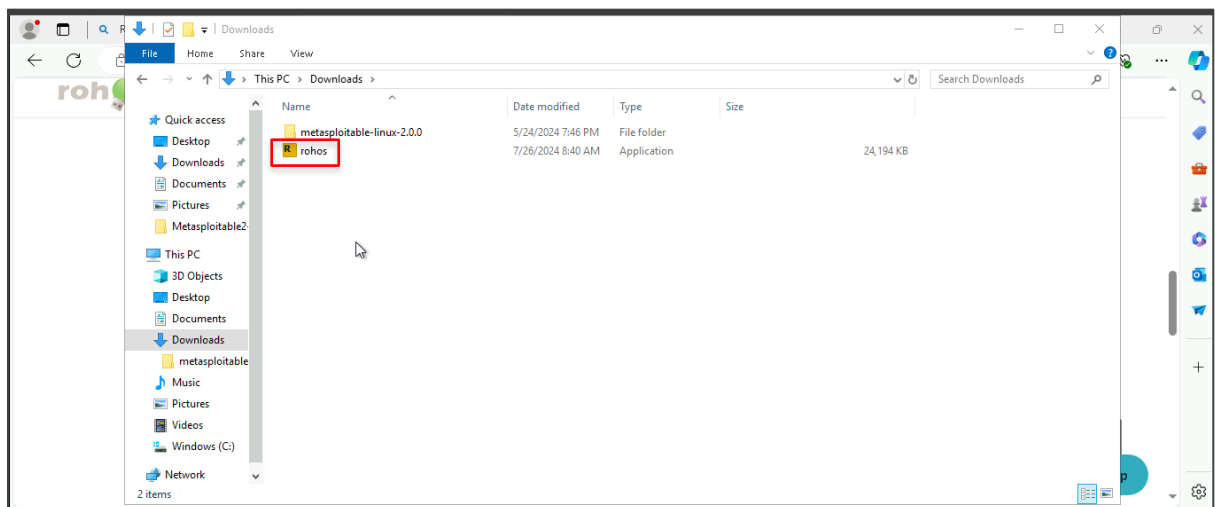 R
Downloads
File Home Share View
This PC > Downloads >
Search Downloads
roh
Name Date modified Type Size
Quick access
metasploitable-linux-2.0.0 5/24/2024 7:46 PM File folder
Desktop
R rohos 7/26/2024 8:40 AM Application 24,194 KB
Downloads
Documents
Pictures
Metasploitable2-
This PC
3D Objects
Desktop
Documents
Downloads
metasploitable
Music
Pictures
Videos
Windows (C:)
Network
2 items
p